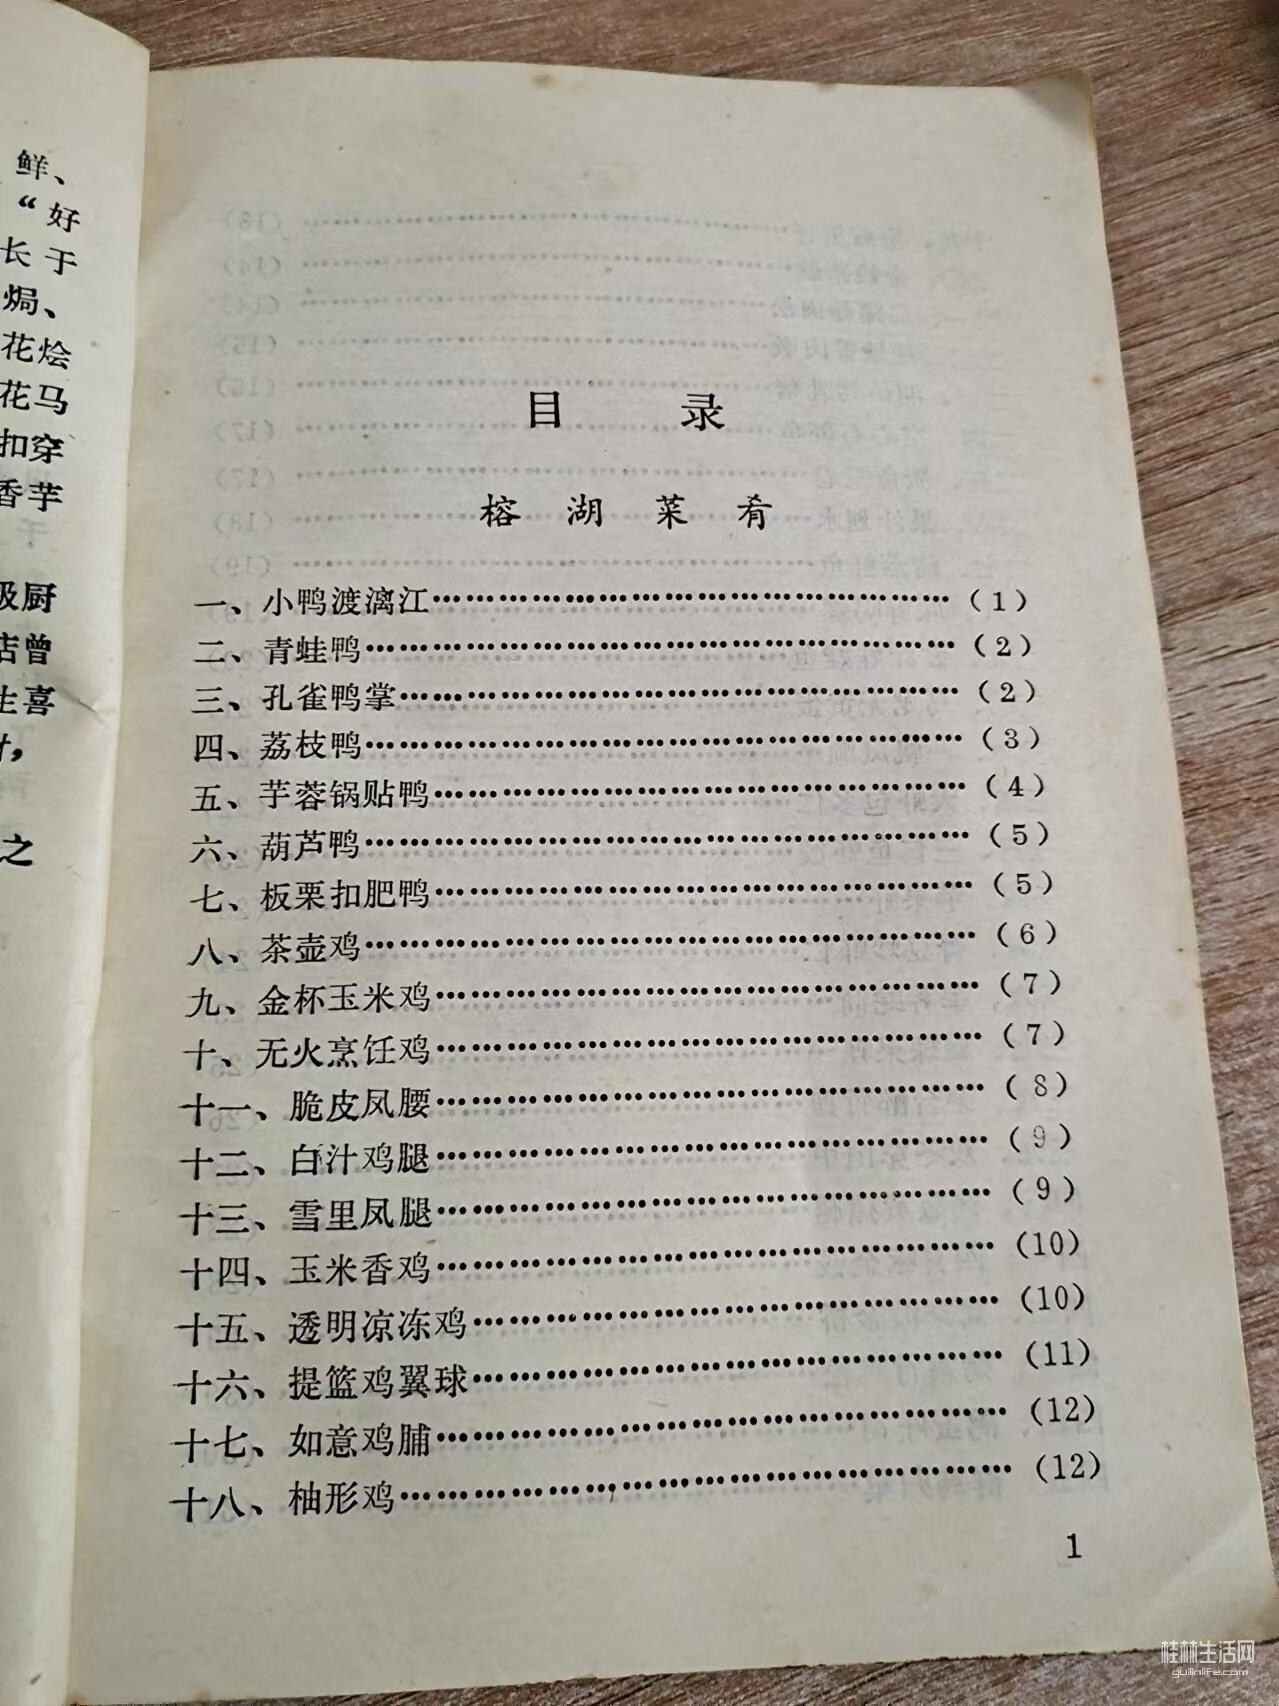 鲜、
“好
长于
焗、
花烩
花马
扣穿
香芋
级厨
店曾
生喜
时，
之
目 录
榕湖菜肴
一、小鸭渡漓江……………………………………（1）
二、青蛙鸭…………………………………………（2）
三、孔雀鸭掌………………………………………（2）
四、荔枝鸭…………………………………………（3）
五、芋蓉锅贴鸭……………………………………（4）
六、葫芦鸭…………………………………………（5）
七、板栗扣肥鸭……………………………………（5）
八、茶壶鸡…………………………………………（6）
九、金杯玉米鸡……………………………………（7）
十、无火烹饪鸡……………………………………（7）
十一、脆皮凤腰……………………………………（8）
十二、白汁鸡腿……………………………………（9）
十三、雪里凤腿……………………………………（9）
十四、玉米香鸡……………………………………（10）
十五、透明凉冻鸡…………………………………（10）
十六、提篮鸡翼球…………………………………（11）
十七、如意鸡脯……………………………………（12）
十八、柚形鸡………………………………………（12）
1
桂林生活网
guilinlife.com